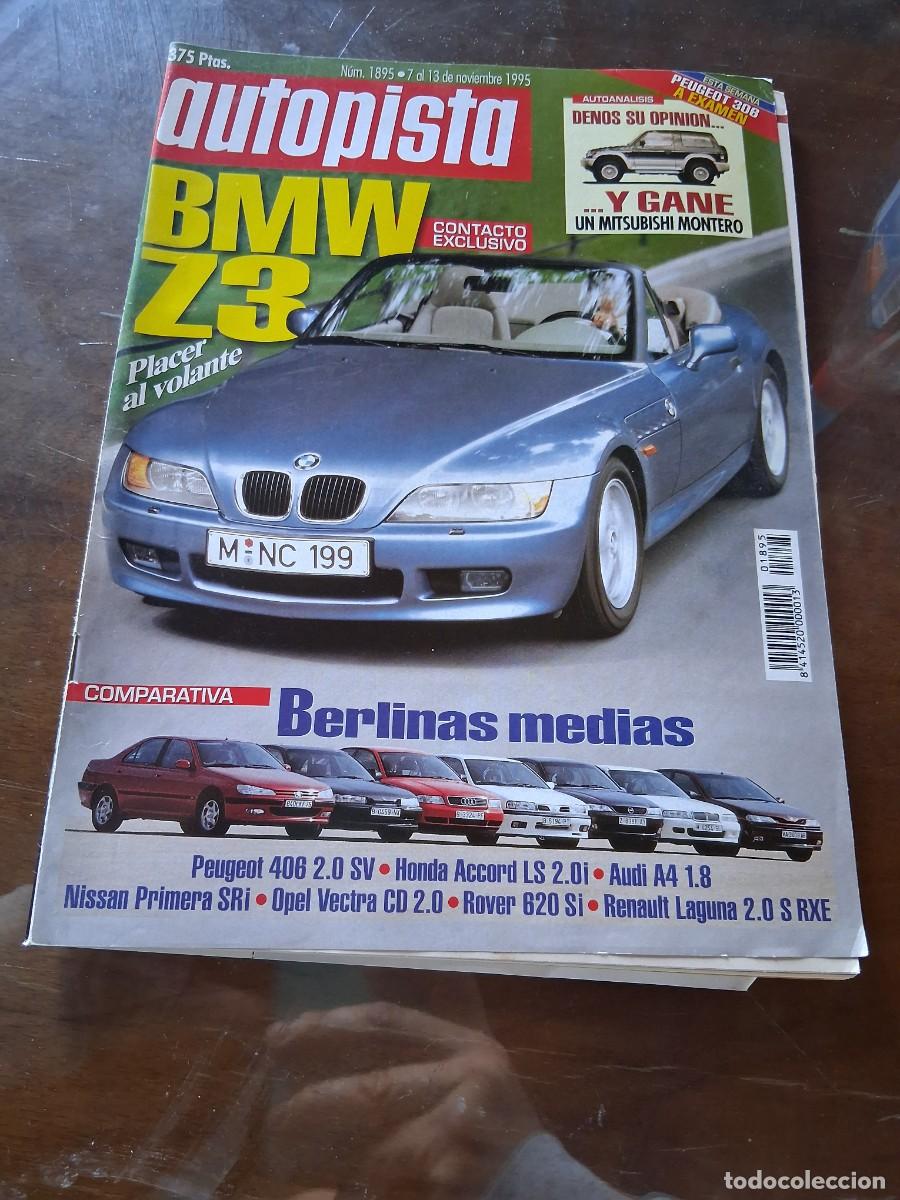 375 Ptas.
Núm. 1895 • 7 al 13 de noviembre 1995
autopista
ESTA SEMANA
PEUGEOT 306
A EXAMEN
AUTOANALISIS
DENOS SU OPINION...
...Y GANE
UN MITSUBISHI MONTERO
BMW
Z3
CONTACTO
EXCLUSIVO
Placer
al volante
M NC 199
01895
8 414520 000013
COMPARATIVA
Berlinas medias
Peugeot 406 2.0 SV • Honda Accord LS 2.0i • Audi A4 1.8
Nissan Primera SRi • Opel Vectra CD 2.0 • Rover 620 Si • Renault Laguna 2.0 S RXE
todocoleccion